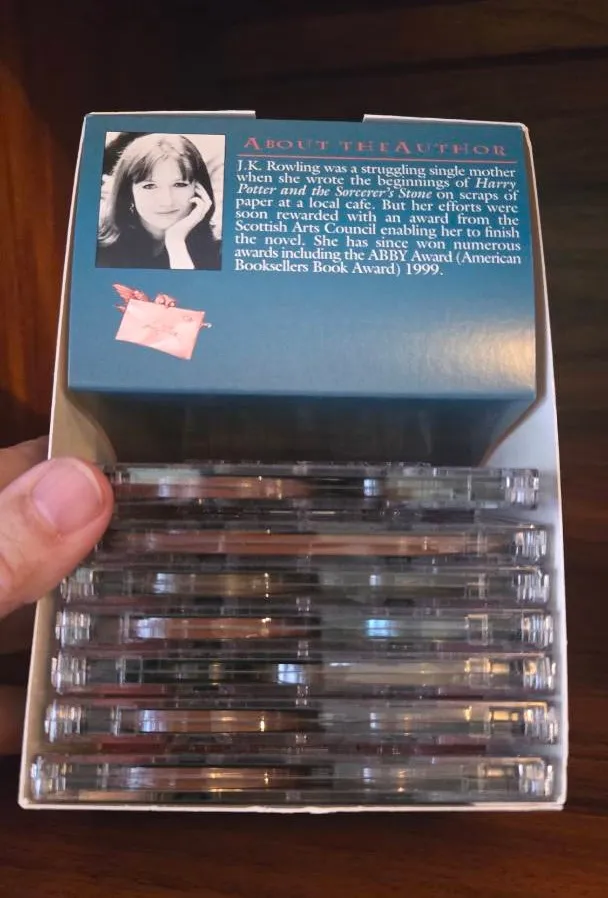 ABOUT THE AUTHOR
J.K. Rowling was a struggling single mother
when she wrote the beginnings of Harry
Potter and the Sorcerer's Stone on scraps of
paper at a local cafe. But her efforts were
soon rewarded with an award from the
Scottish Arts Council enabling her to finish
the novel. She has since won numerous
awards including the ABBY Award (American
Booksellers Book Award) 1999.